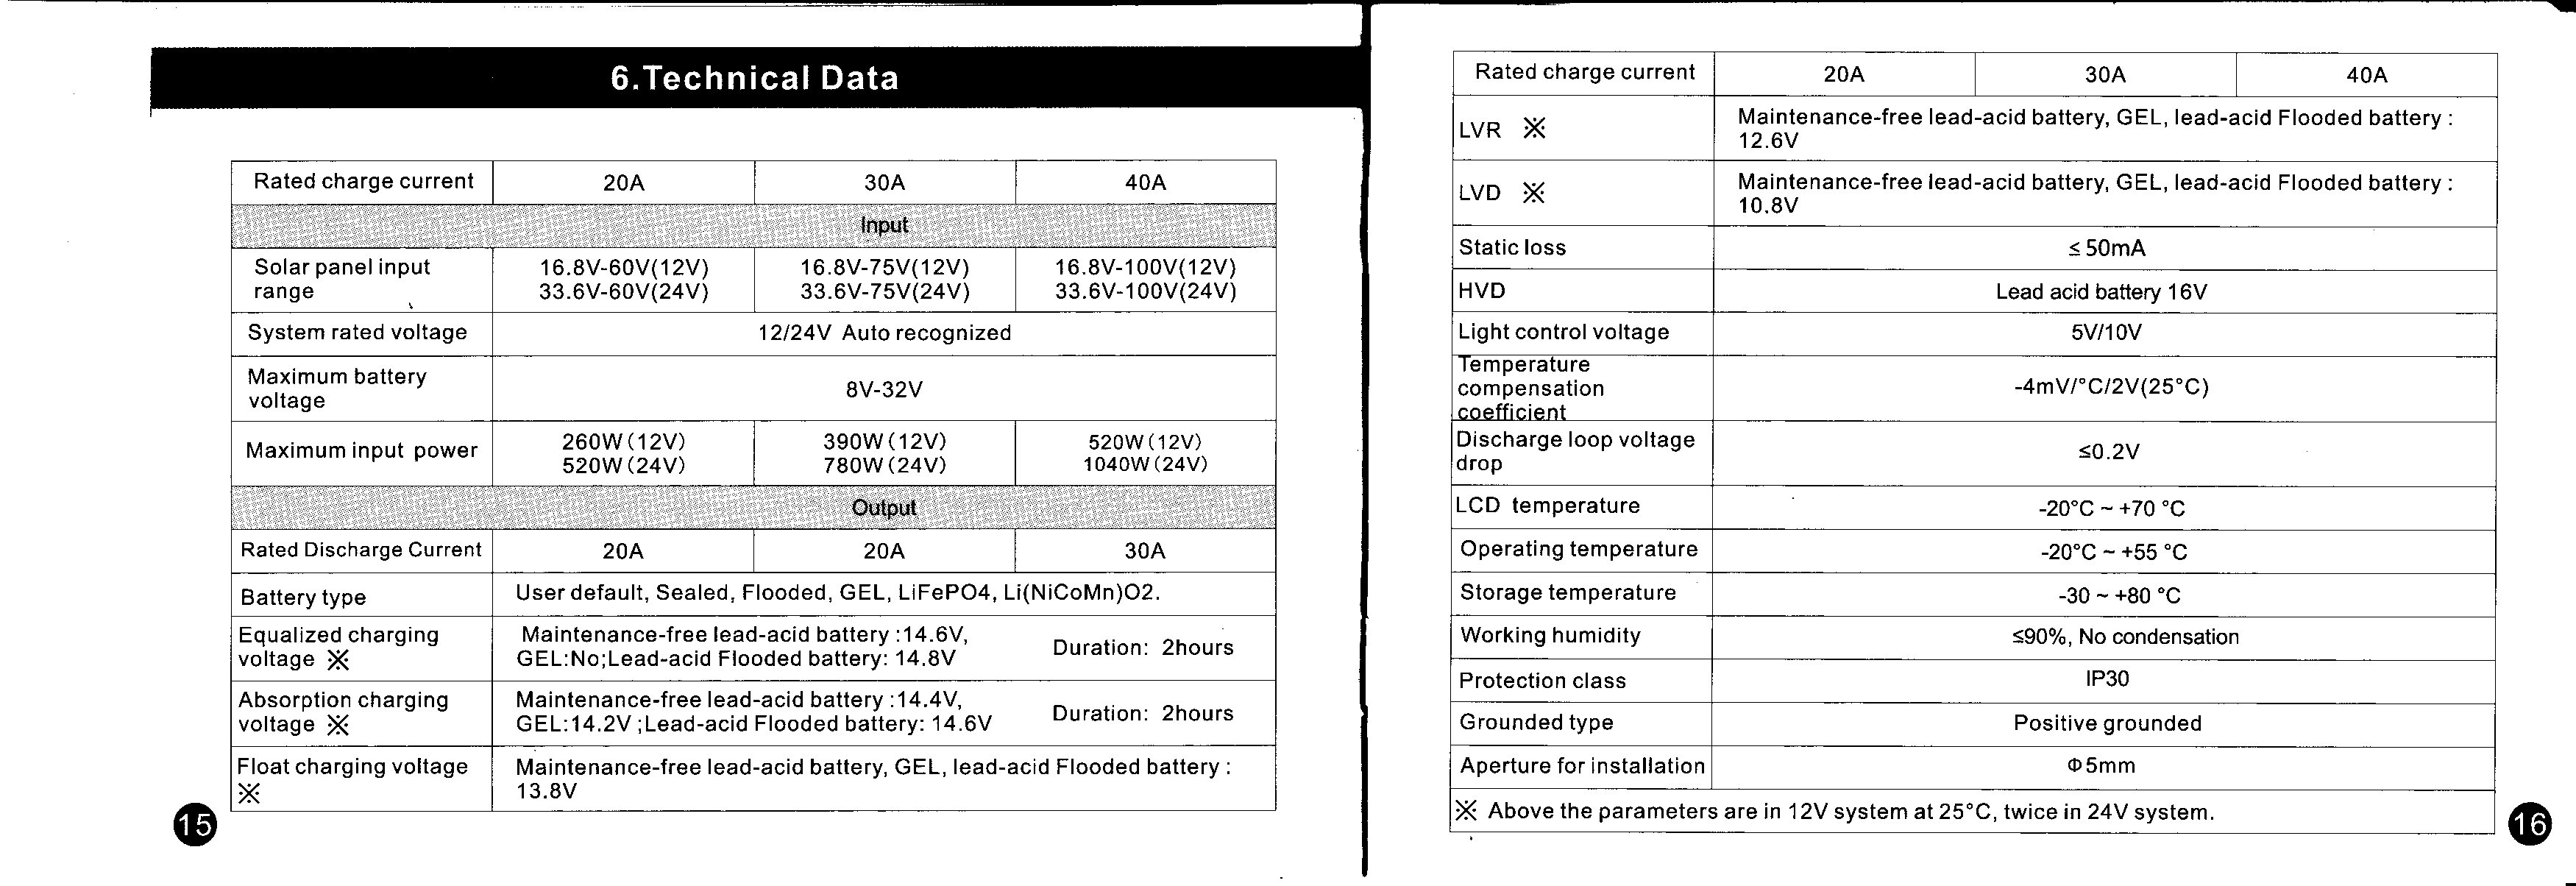 6.Technical Data
Rated charge current 20A 30A 40A
Input
Solar panel input 16.8V-60V(12V) 16.8V-75V(12V) 16.8V-100V(12V)
range 33.6V-60V(24V) 33.6V-75V(24V) 33.6V-100V(24V)
System rated voltage 12/24V Auto recognized
Maximum battery
voltage 8V-32V
Maximum input power 260W(12V) 390W(12V) 520W(12V)
520W(24V) 780W(24V) 1040W(24V)
Output
Rated Discharge Current 20A 20A 30A
Battery type User default, Sealed, Flooded, GEL, LiFePO4, Li(NiCoMn)O2.
Equalized charging Maintenance-free lead-acid battery :14.6V,
voltage ※ GEL:No;Lead-acid Flooded battery: 14.8V Duration: 2hours
Absorption charging Maintenance-free lead-acid battery :14.4V,
voltage ※ GEL:14.2V ;Lead-acid Flooded battery: 14.6V Duration: 2hours
Float charging voltage Maintenance-free lead-acid battery, GEL, lead-acid Flooded battery :
※ 13.8V
15
Rated charge current 20A 30A 40A
LVR ※ Maintenance-free lead-acid battery, GEL, lead-acid Flooded battery :
12.6V
LVD ※ Maintenance-free lead-acid battery, GEL, lead-acid Flooded battery :
10.8V
Static loss ≤ 50mA
HVD Lead acid battery 16V
Light control voltage 5V/10V
Temperature
compensation -4mV/°C/2V(25°C)
coefficient
Discharge loop voltage
drop ≤0.2V
LCD temperature -20°C ~ +70 °C
Operating temperature -20°C ~ +55 °C
Storage temperature -30 ~ +80 °C
Working humidity ≤90%, No condensation
Protection class IP30
Grounded type Positive grounded
Aperture for installation Φ5mm
※ Above the parameters are in 12V system at 25°C, twice in 24V system.
16